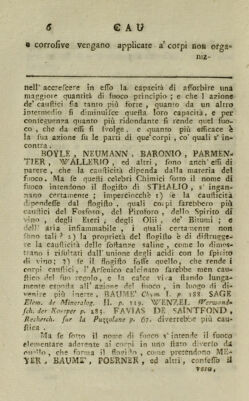 6 CAU
o corrosive vengano applicate a' corpi non orga-
niz-
nell' accrescere in esso la capacità di assorbire una
maggiore quantità di fuoco principio; e che l' azione
de' caustici sia tanto più forte, quanto da un altro
intermedio si diminuisce questa loro capacità, e per
conseguenza quanto più ridondante si rende quel fuo-
co, che da essi si svolge, e quanto più efficace è
la sua azione su le parti di que' corpi, co' quali s' in-
contra.
BOYLE, NEUMANN, BARONIO, PARMEN-
TIER, WALLERIO, ed altri, sono anch' essi di
parere, che la causticità dipenda dalla materia del
fuoco. Ma se questi celebri Chimici sotto il nome di
fuoco intendono il flogisto di STHALIO, s' ingan-
nano certamente; imperciocchè 1) se la causticità
dipendesse dal flogisto, quali corpi sarebbero più
caustici del Fosforo, del Piroforo, dello Spirito di
vino, degli Eteri, degli Olii, de' Bitumi; e
dell' aria infiammabile, i quali certamente non
sono tali? 2) la proprietà del flogisto è di distrugge-
re la causticità delle sostanze saline, come lo dimos-
trano i risultati dall' unione degli acidi con lo spirito
di vino; 3) se il flogisto fosse quello, che rende i
corpi caustici, l' Arsenico calcinato sarebbe non cau-
stico del suo regolo, e la calce viva stando lunga-
mente esposta all' azione del fuoco, in luogo di di-
venire più inerte, BAUME' Chym. I. p. 188. SAGE
Elém. de Mineralog. II. p. 119. WENZEL Verwand-
sch. der Koerper p. 285. FAVIAS DE SAINTFOND,
Recherch. sur la Puzzolane p. 67. diverrebbe più cau-
stica.
Ma se sotto il nome di fuoco s' intende il fuoco
elementare aderente ai corpi in uno stato diverso da
quello, che forma il flogisto, come pretendono ME-
YER, BAUME', POERNER, ed altri, confesso il
vero,